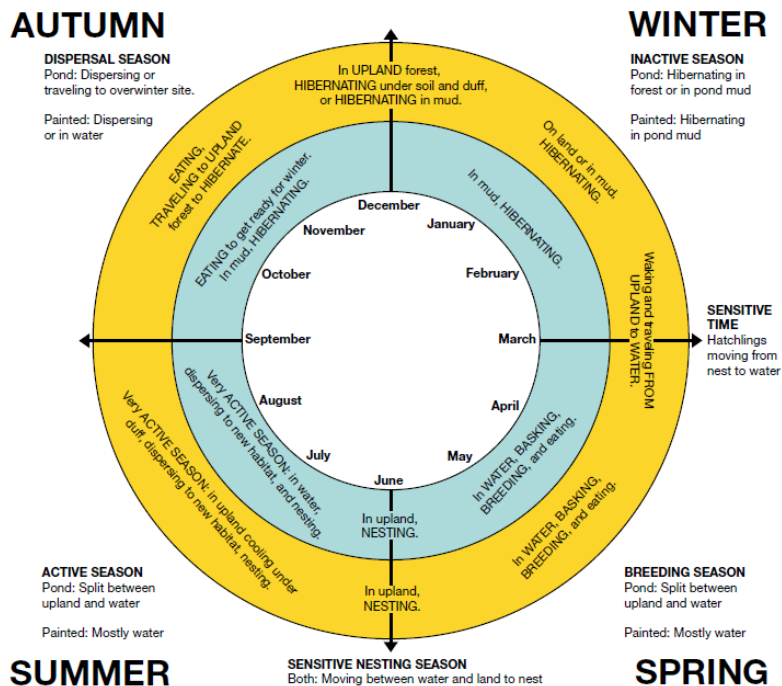 AUTUMN
WINTER
DISPERSAL SEASON
Pond: Dispersing or
traveling to overwinter site.
Painted: Dispersing
or in water
INACTIVE SEASON
Pond: Hibernating in
forest or in pond mud
Painted: Hibernating
in pond mud
In UPLAND forest,
HIBERNATING under soil and duff,
or HIBERNATING in mud.
On land or in mud,
HIBERNATING.
EATING,
TRAVELING to UPLAND
forest to HIBERNATE.
EATING to get ready for winter.
In mud, HIBERNATING.
In mud, HIBERNATING.
Waking and traveling FROM
UPLAND to WATER.
December
January
February
March
April
May
June
July
August
September
October
November
SENSITIVE
TIME
Hatchlings
moving from
nest to water
Very ACTIVE SEASON: in water,
dispersing to new habitat, and nesting.
Very ACTIVE SEASON: in upland cooling under
duff, dispersing to new habitat, nesting.
In WATER, BASKING,
BREEDING, and eating.
In WATER, BASKING,
BREEDING, and eating.
In upland,
NESTING.
In upland,
NESTING.
ACTIVE SEASON
Pond: Split between
upland and water
Painted: Mostly water
BREEDING SEASON
Pond: Split between
upland and water
Painted: Mostly water
SUMMER
SENSITIVE NESTING SEASON
Both: Moving between water and land to nest
SPRING